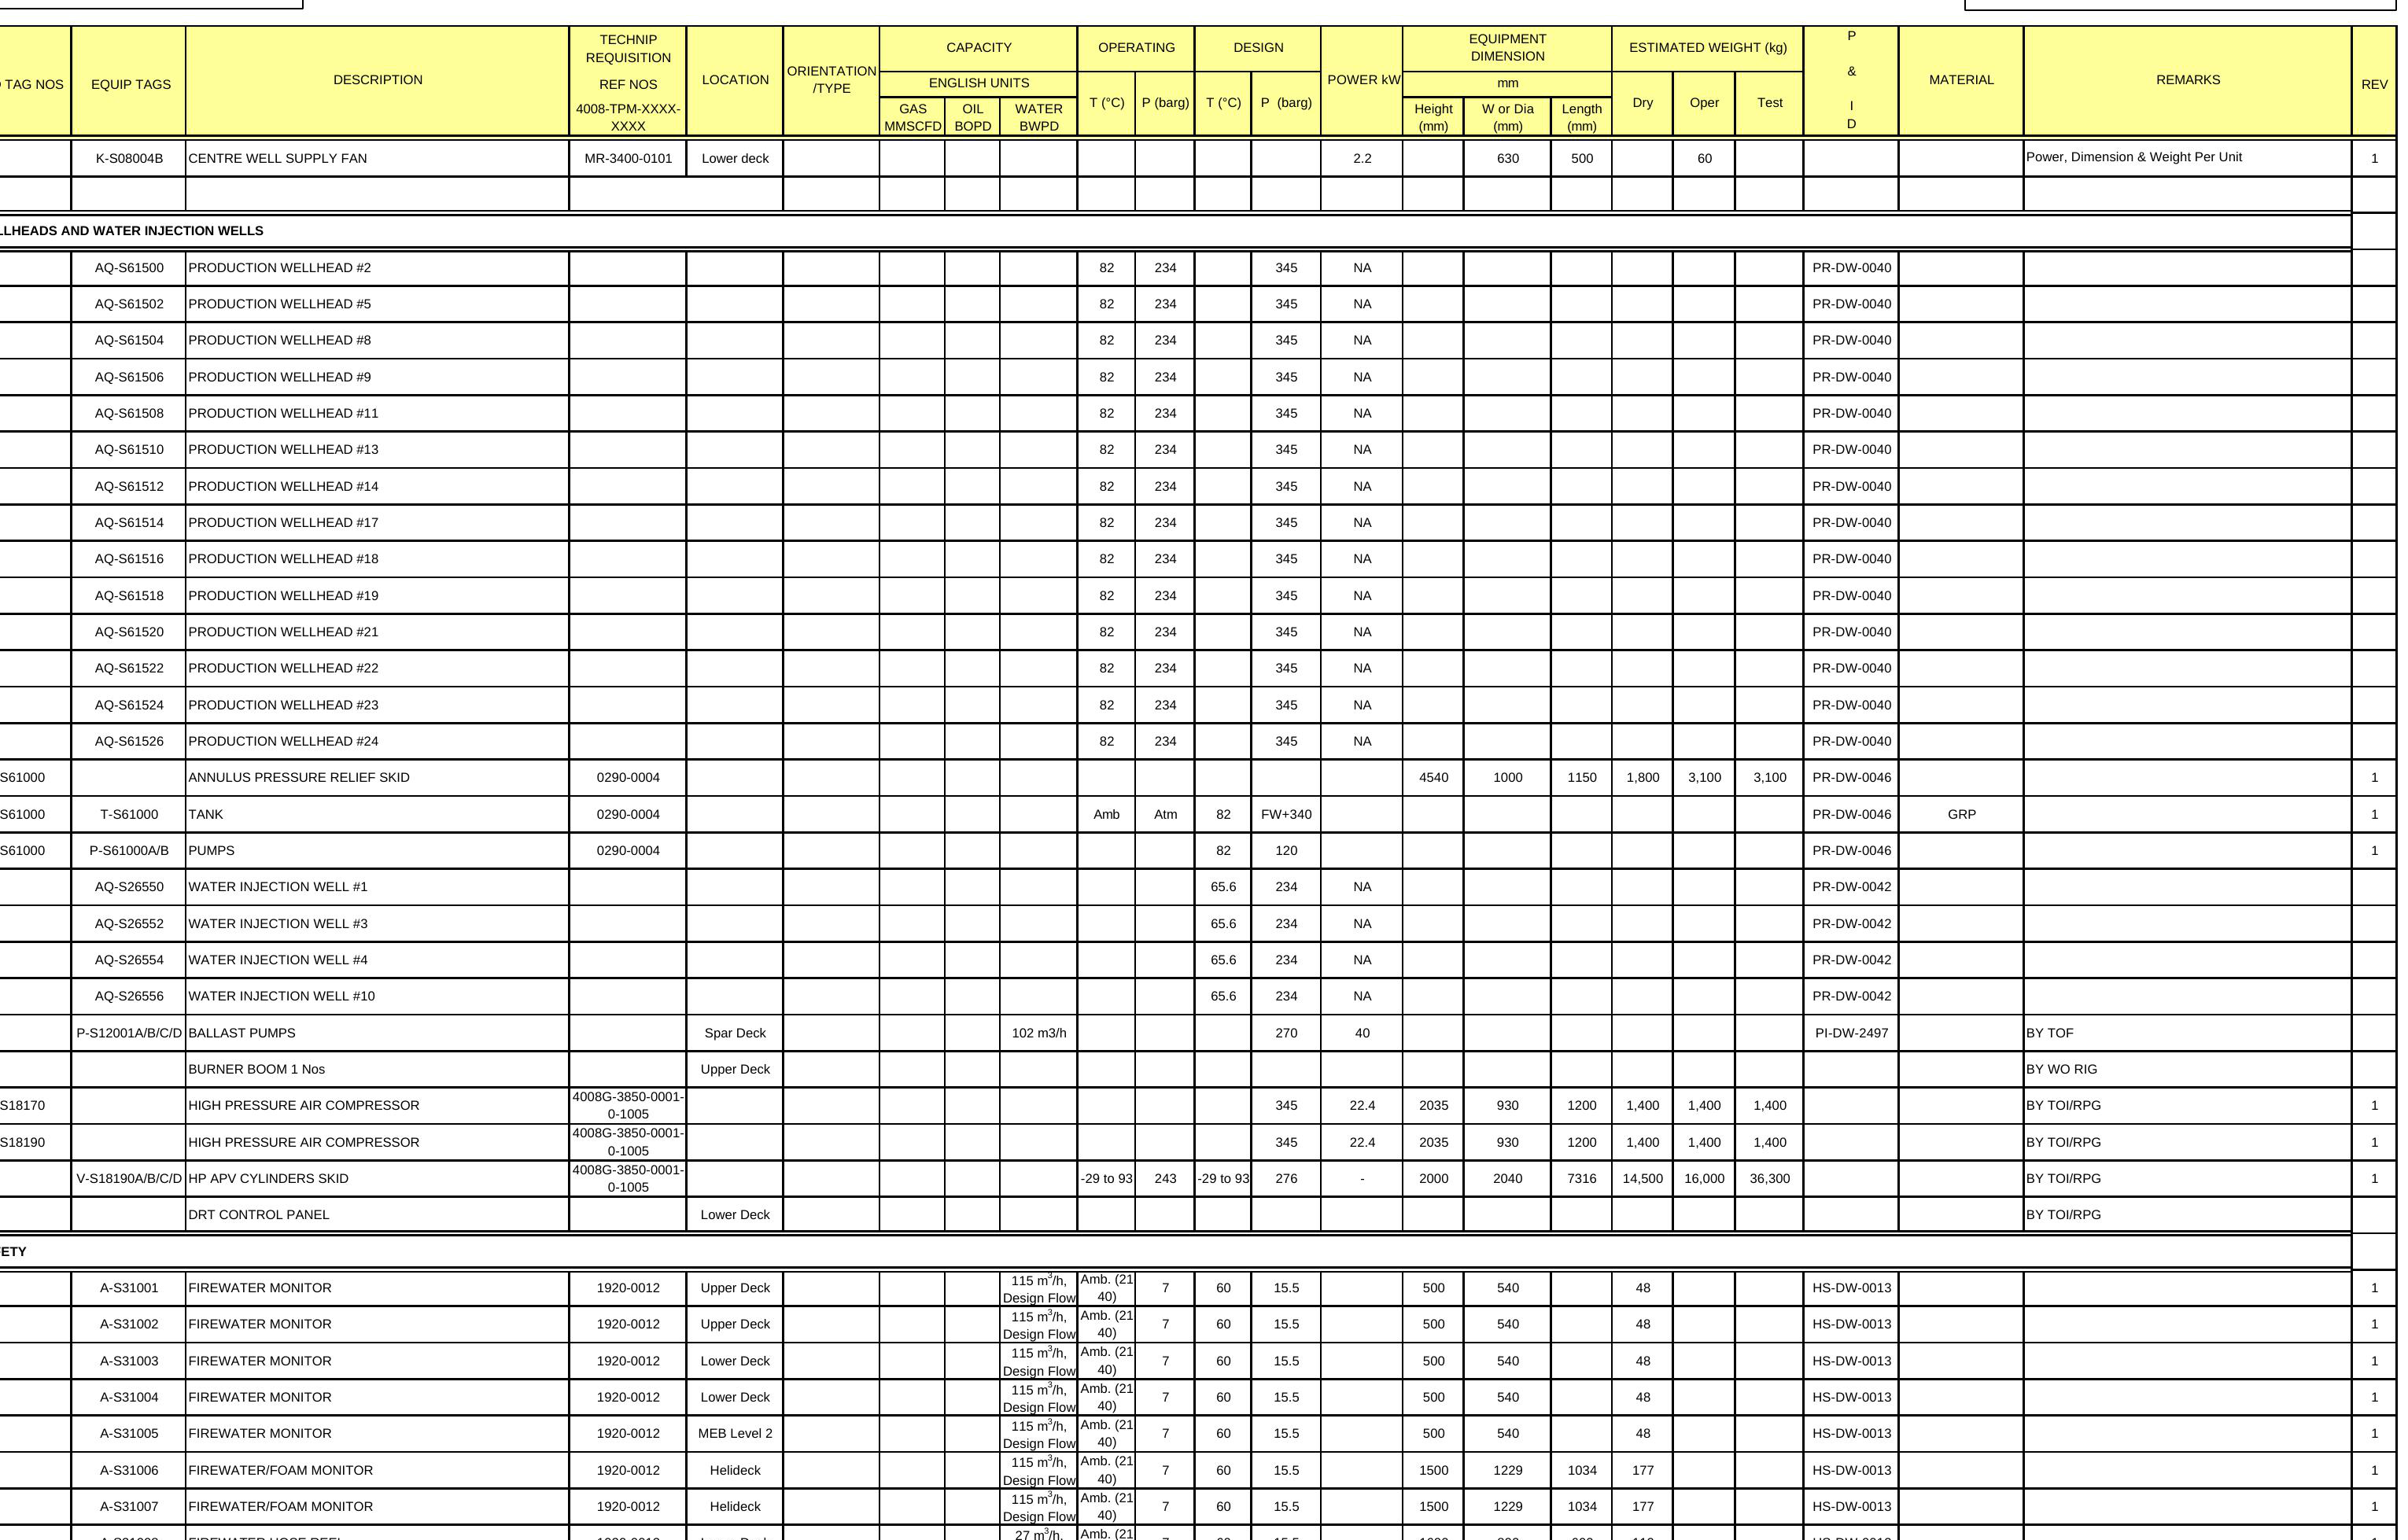 TAG NOS EQUIP TAGS DESCRIPTION TECHNIP REQUISITION REF NOS 4008-TPM-XXXX-XXXX LOCATION ORIENTATION /TYPE CAPACITY ENGLISH UNITS GAS MMSCFD OIL BOPD WATER BWPD OPERATING T (°C) P (barg) DESIGN T (°C) P (barg) POWER kW EQUIPMENT DIMENSION mm Height (mm) W or Dia (mm) Length (mm) ESTIMATED WEIGHT (kg) Dry Oper Test P & I D MATERIAL REMARKS REV
K-S08004B CENTRE WELL SUPPLY FAN MR-3400-0101 Lower deck 2.2 630 500 60 Power, Dimension & Weight Per Unit 1
LLHEADS AND WATER INJECTION WELLS
AQ-S61500 PRODUCTION WELLHEAD #2 82 234 345 NA PR-DW-0040
AQ-S61502 PRODUCTION WELLHEAD #5 82 234 345 NA PR-DW-0040
AQ-S61504 PRODUCTION WELLHEAD #8 82 234 345 NA PR-DW-0040
AQ-S61506 PRODUCTION WELLHEAD #9 82 234 345 NA PR-DW-0040
AQ-S61508 PRODUCTION WELLHEAD #11 82 234 345 NA PR-DW-0040
AQ-S61510 PRODUCTION WELLHEAD #13 82 234 345 NA PR-DW-0040
AQ-S61512 PRODUCTION WELLHEAD #14 82 234 345 NA PR-DW-0040
AQ-S61514 PRODUCTION WELLHEAD #17 82 234 345 NA PR-DW-0040
AQ-S61516 PRODUCTION WELLHEAD #18 82 234 345 NA PR-DW-0040
AQ-S61518 PRODUCTION WELLHEAD #19 82 234 345 NA PR-DW-0040
AQ-S61520 PRODUCTION WELLHEAD #21 82 234 345 NA PR-DW-0040
AQ-S61522 PRODUCTION WELLHEAD #22 82 234 345 NA PR-DW-0040
AQ-S61524 PRODUCTION WELLHEAD #23 82 234 345 NA PR-DW-0040
AQ-S61526 PRODUCTION WELLHEAD #24 82 234 345 NA PR-DW-0040
S61000 ANNULUS PRESSURE RELIEF SKID 0290-0004 4540 1000 1150 1,800 3,100 3,100 PR-DW-0046 1
S61000 T-S61000 TANK 0290-0004 Amb Atm 82 FW+340 PR-DW-0046 GRP 1
S61000 P-S61000A/B PUMPS 0290-0004 82 120 PR-DW-0046 1
AQ-S26550 WATER INJECTION WELL #1 65.6 234 NA PR-DW-0042
AQ-S26552 WATER INJECTION WELL #3 65.6 234 NA PR-DW-0042
AQ-S26554 WATER INJECTION WELL #4 65.6 234 NA PR-DW-0042
AQ-S26556 WATER INJECTION WELL #10 65.6 234 NA PR-DW-0042
P-S12001A/B/C/D BALLAST PUMPS Spar Deck 102 m3/h 270 40 PI-DW-2497 BY TOF
BURNER BOOM 1 Nos Upper Deck BY WO RIG
S18170 HIGH PRESSURE AIR COMPRESSOR 4008G-3850-0001-0-1005 345 22.4 2035 930 1200 1,400 1,400 1,400 BY TOI/RPG 1
S18190 HIGH PRESSURE AIR COMPRESSOR 4008G-3850-0001-0-1005 345 22.4 2035 930 1200 1,400 1,400 1,400 BY TOI/RPG 1
V-S18190A/B/C/D HP APV CYLINDERS SKID 4008G-3850-0001-0-1005 -29 to 93 243 -29 to 93 276 - 2000 2040 7316 14,500 16,000 36,300 BY TOI/RPG 1
DRT CONTROL PANEL Lower Deck BY TOI/RPG
ETY
A-S31001 FIREWATER MONITOR 1920-0012 Upper Deck 115 m³/h, Design Flow Amb. (21 40) 7 60 15.5 500 540 48 HS-DW-0013 1
A-S31002 FIREWATER MONITOR 1920-0012 Upper Deck 115 m³/h, Design Flow Amb. (21 40) 7 60 15.5 500 540 48 HS-DW-0013 1
A-S31003 FIREWATER MONITOR 1920-0012 Lower Deck 115 m³/h, Design Flow Amb. (21 40) 7 60 15.5 500 540 48 HS-DW-0013 1
A-S31004 FIREWATER MONITOR 1920-0012 Lower Deck 115 m³/h, Design Flow Amb. (21 40) 7 60 15.5 500 540 48 HS-DW-0013 1
A-S31005 FIREWATER MONITOR 1920-0012 MEB Level 2 115 m³/h, Design Flow Amb. (21 40) 7 60 15.5 500 540 48 HS-DW-0013 1
A-S31006 FIREWATER/FOAM MONITOR 1920-0012 Helideck 115 m³/h, Design Flow Amb. (21 40) 7 60 15.5 1500 1229 1034 177 HS-DW-0013 1
A-S31007 FIREWATER/FOAM MONITOR 1920-0012 Helideck 115 m³/h, Design Flow Amb. (21 40) 7 60 15.5 1500 1229 1034 177 HS-DW-0013 1
27 m³/h, Amb. (21